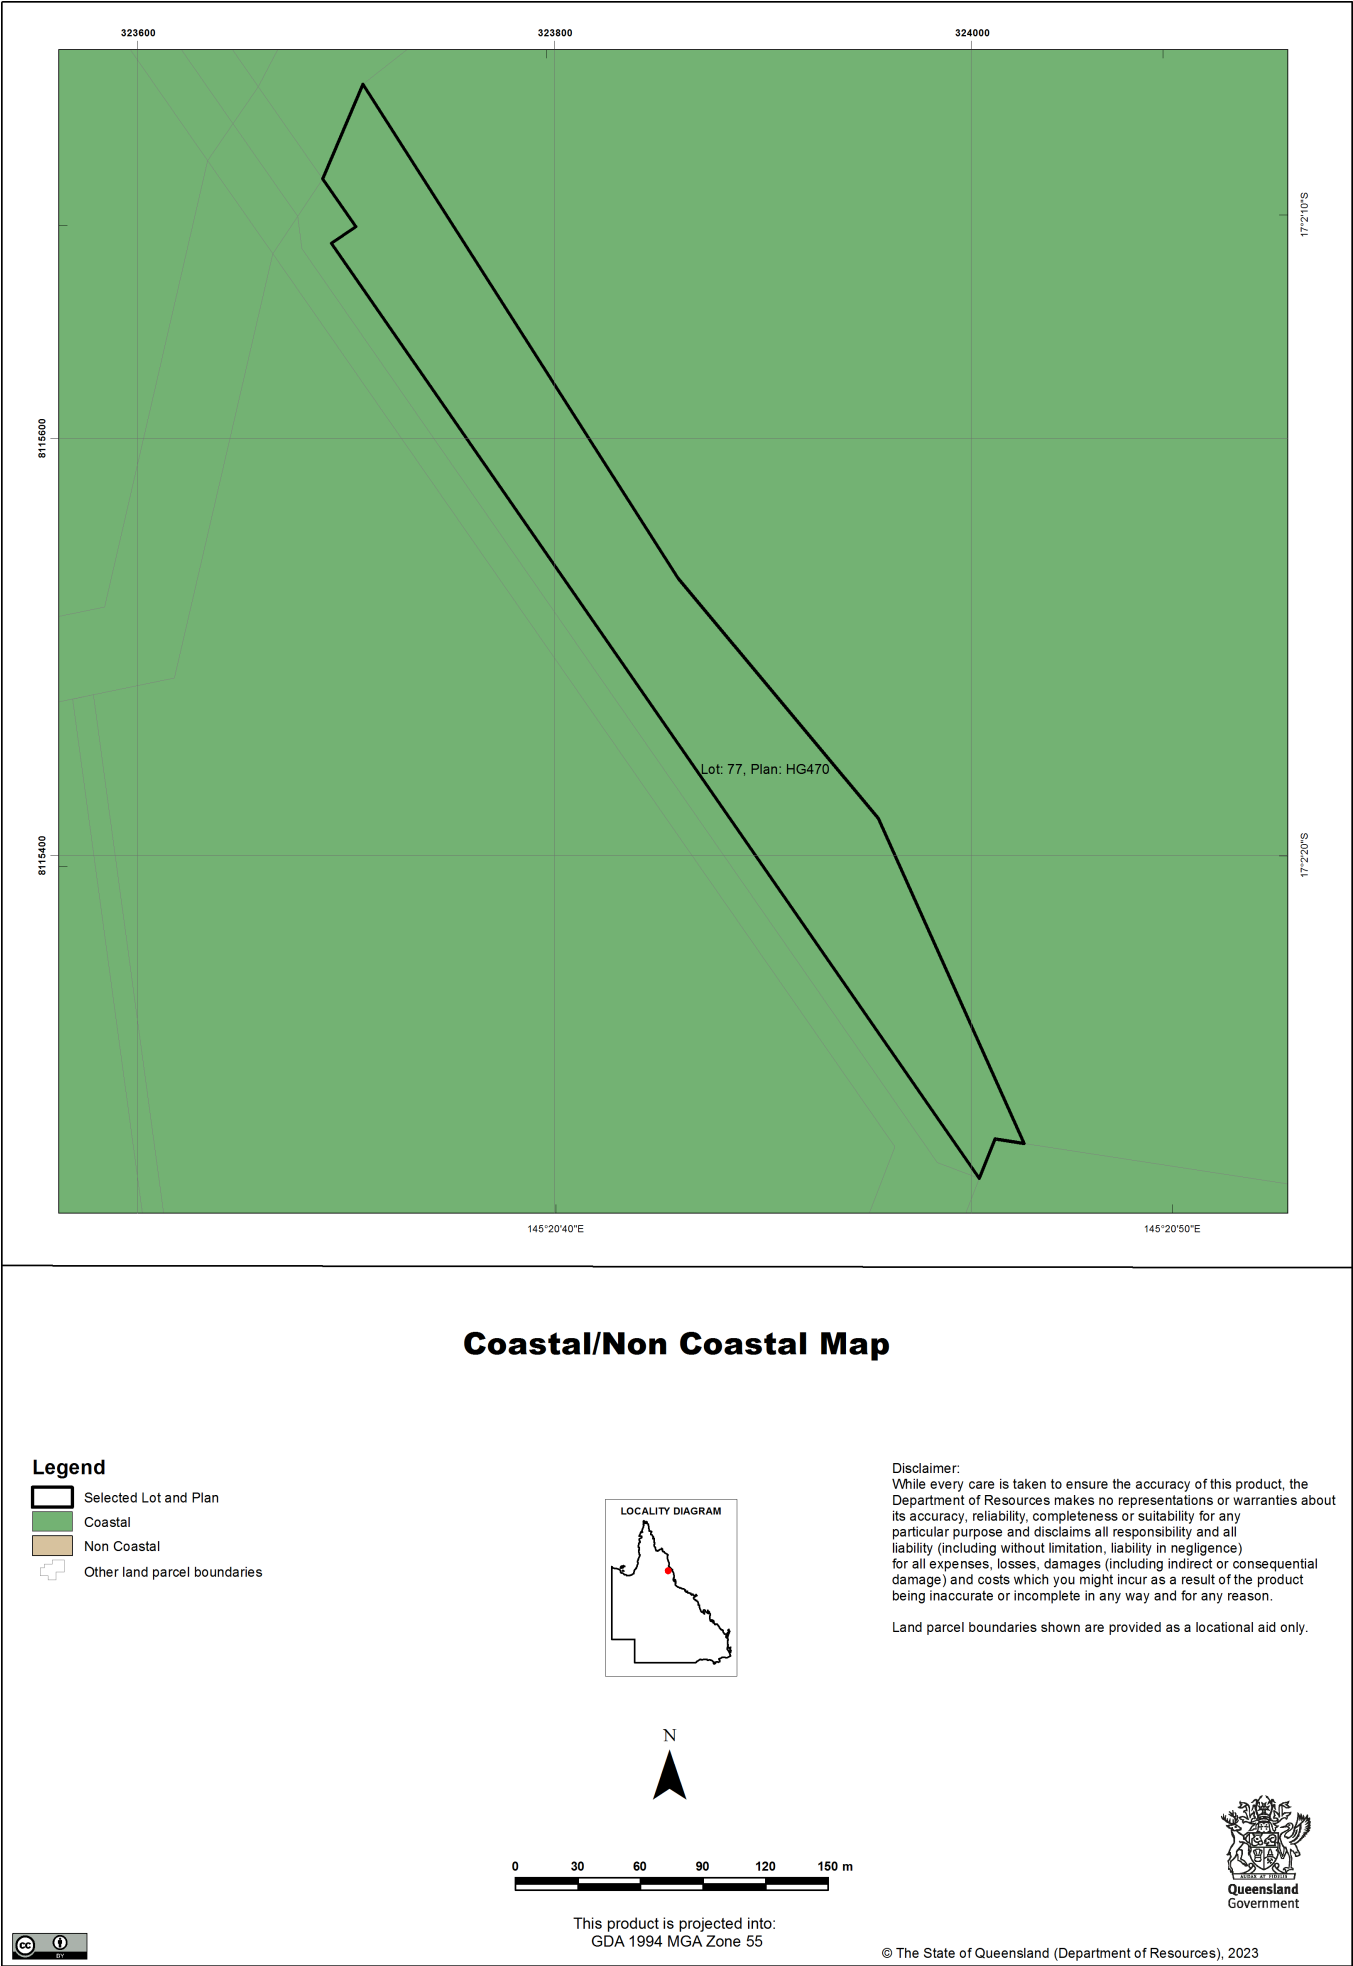 323600
323800
324000
17°2'10"S
8115600
Lot: 77, Plan: HG470
8115400
17°2'20"S
145°20'40"E
145°20'50"E
Coastal/Non Coastal Map
Legend
Selected Lot and Plan
Coastal
Non Coastal
Other land parcel boundaries
LOCALITY DIAGRAM
N
0 30 60 90 120 150 m
This product is projected into:
GDA 1994 MGA Zone 55
Disclaimer:
While every care is taken to ensure the accuracy of this product, the
Department of Resources makes no representations or warranties about
its accuracy, reliability, completeness or suitability for any
particular purpose and disclaims all responsibility and all
liability (including without limitation, liability in negligence)
for all expenses, losses, damages (including indirect or consequential
damage) and costs which you might incur as a result of the product
being inaccurate or incomplete in any way and for any reason.
Land parcel boundaries shown are provided as a locational aid only.
AUDAX AT FIDELIS
Queensland
Government
cc
BY
© The State of Queensland (Department of Resources), 2023